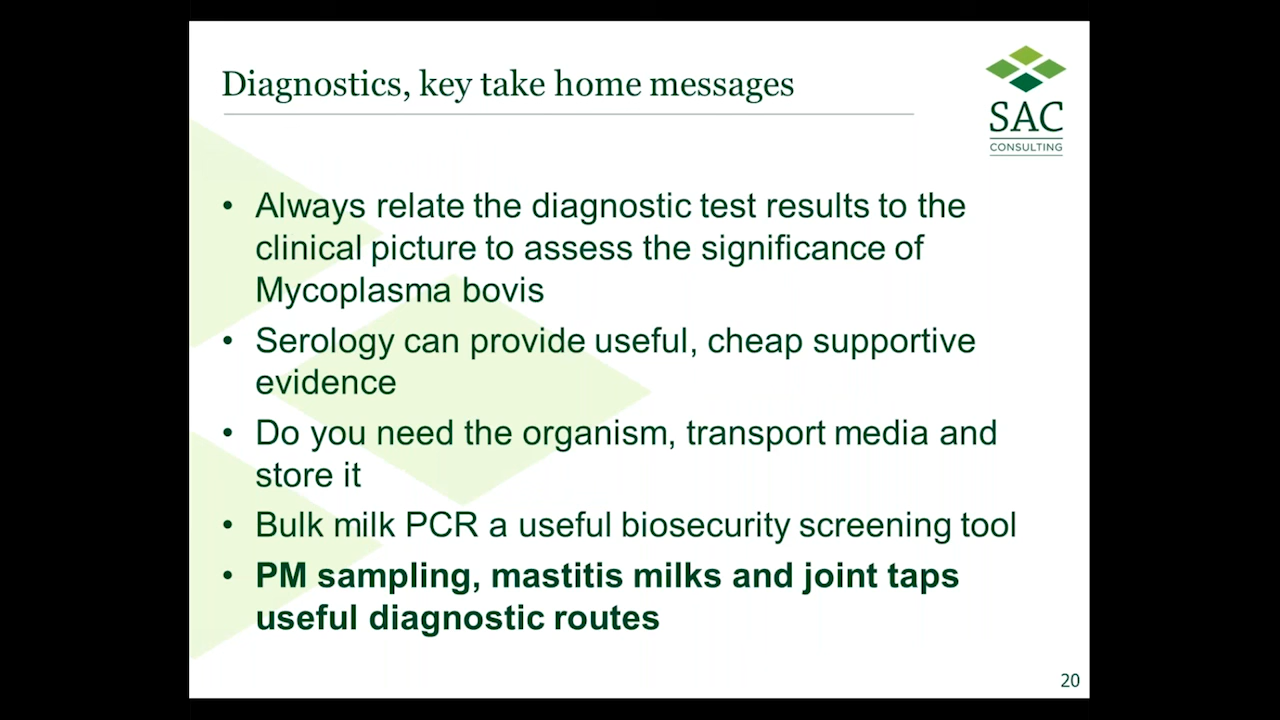 Diagnostics, key take home messages
SAC
CONSULTING
• Always relate the diagnostic test results to the
clinical picture to assess the significance of
Mycoplasma bovis
• Serology can provide useful, cheap supportive
evidence
• Do you need the organism, transport media and
store it
• Bulk milk PCR a useful biosecurity screening tool
• PM sampling, mastitis milks and joint taps
useful diagnostic routes
20